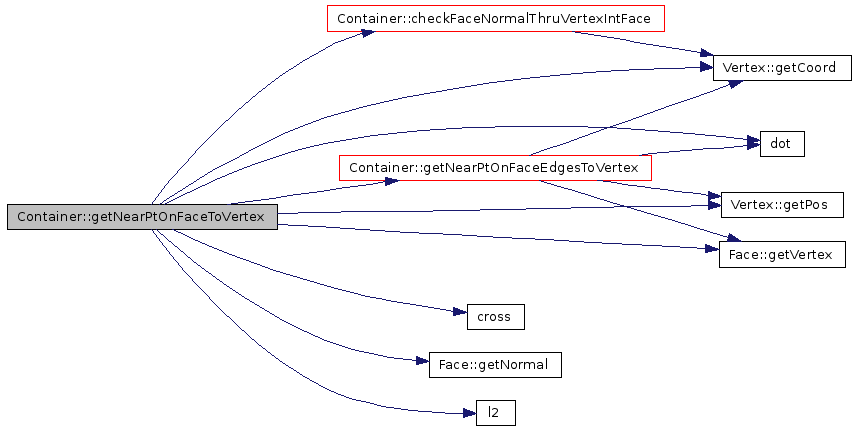 Container::checkFaceNormalThruVertexIntFace
Vertex::getCoord
dot
Container::getNearPtOnFaceEdgesToVertex
Vertex::getPos
Container::getNearPtOnFaceToVertex
Face::getVertex
cross
Face::getNormal
l2